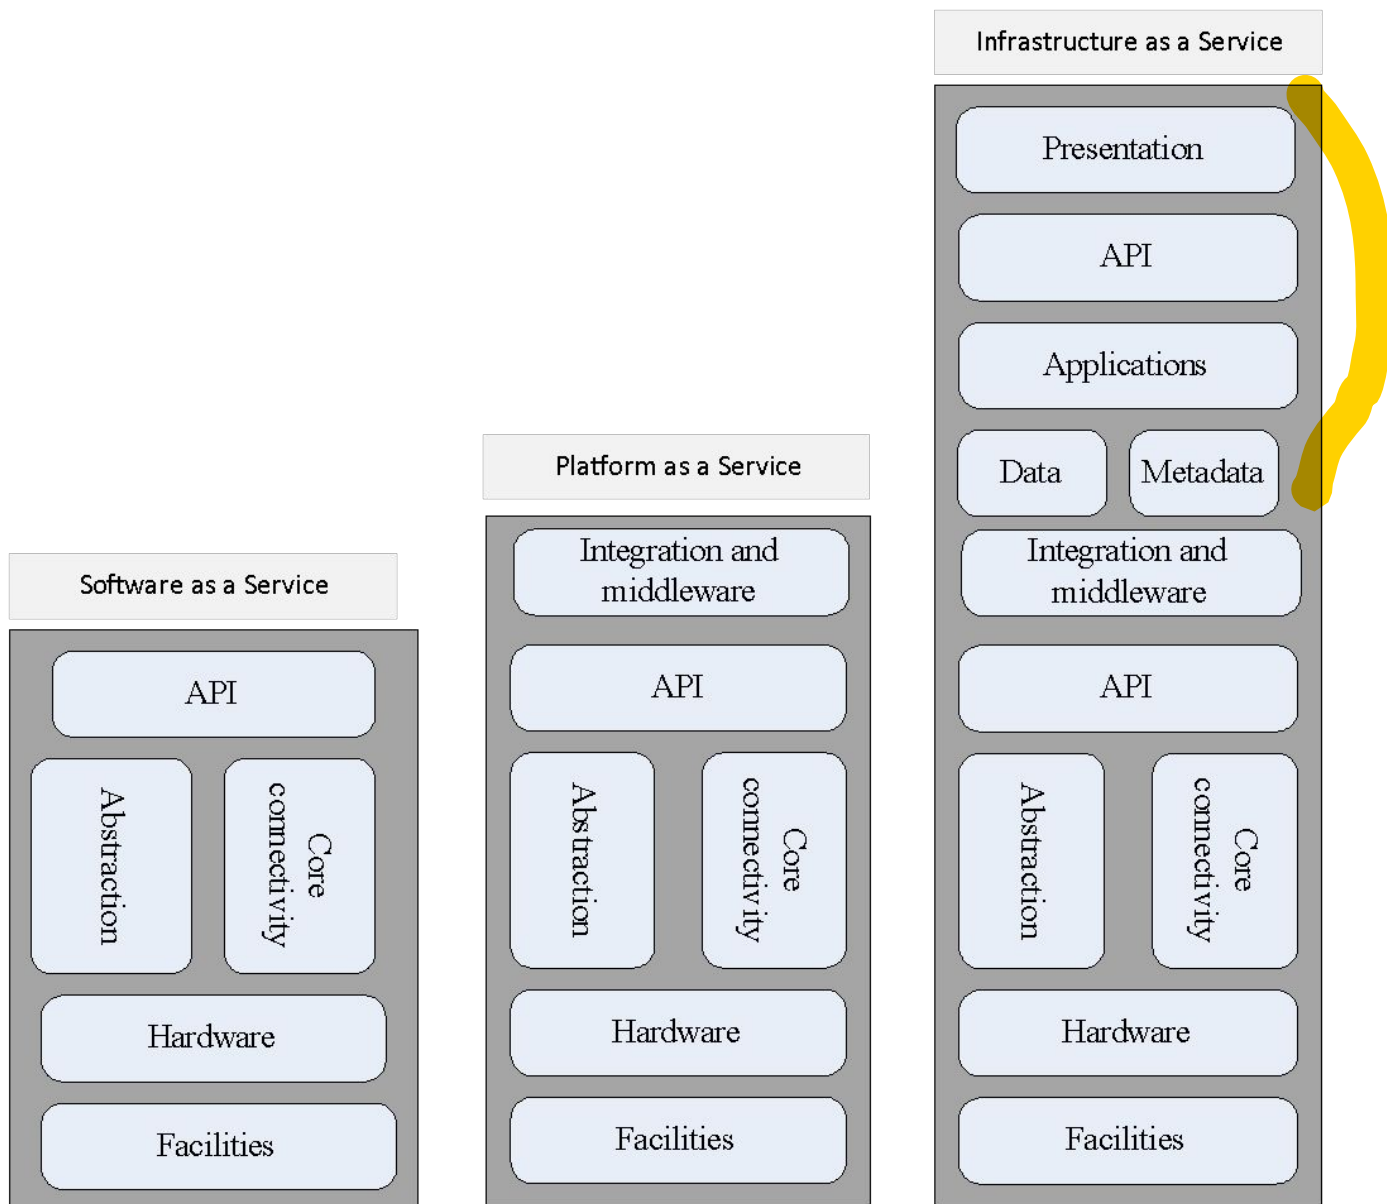 Software as a Service
API
Abstraction
Core
connectivity
Hardware
Facilities
Platform as a Service
Integration and
middleware
API
Abstraction
Core
connectivity
Hardware
Facilities
Infrastructure as a Service
Presentation
API
Applications
Data
Metadata
Integration and
middleware
API
Abstraction
Core
connectivity
Hardware
Facilities